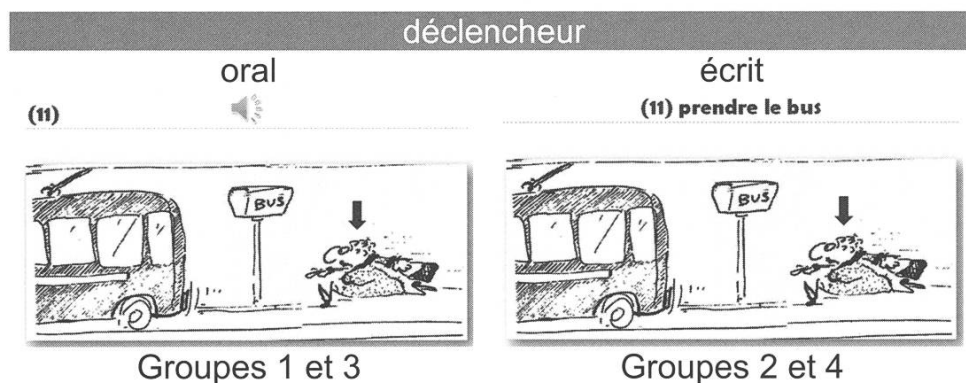 déclencheur
oral
écrit
(11)
(11) prendre le bus
BUS
BUS
Groupes 1 et 3
Groupes 2 et 4